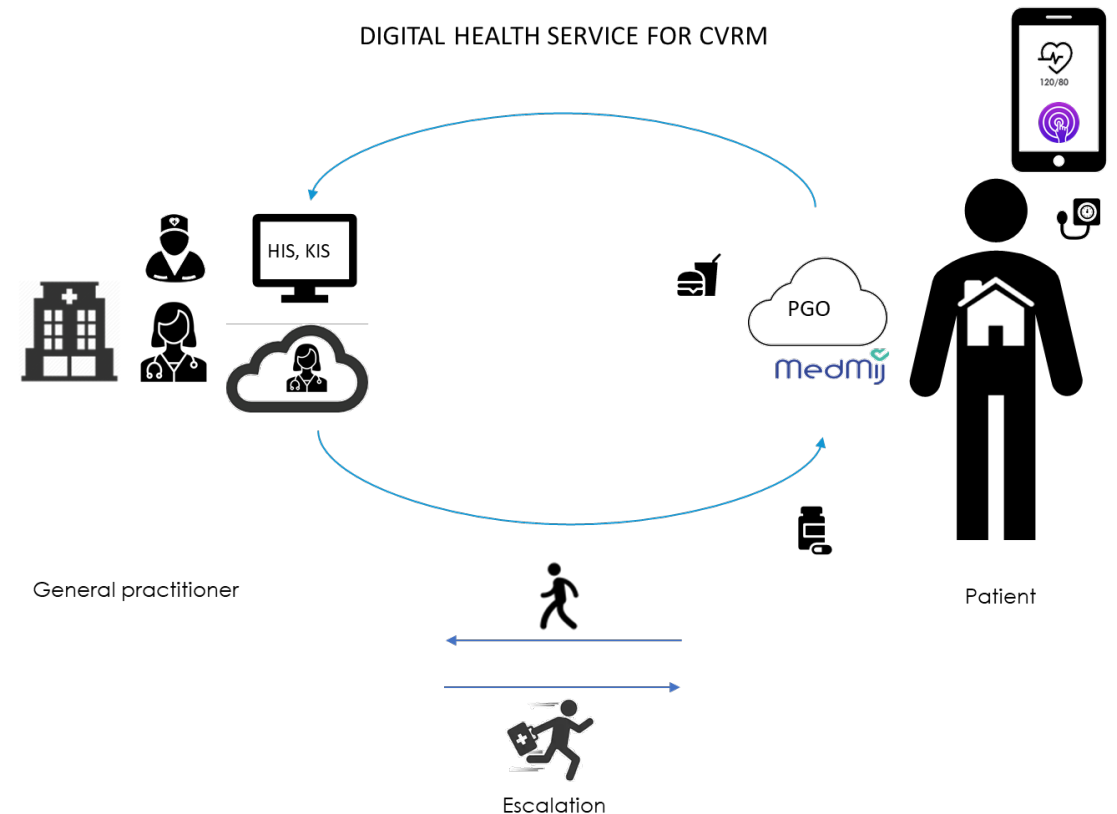 DIGITAL HEALTH SERVICE FOR CVRM
120/80
HIS, KIS
PGO
MedMij
General practitioner
Patient
Escalation